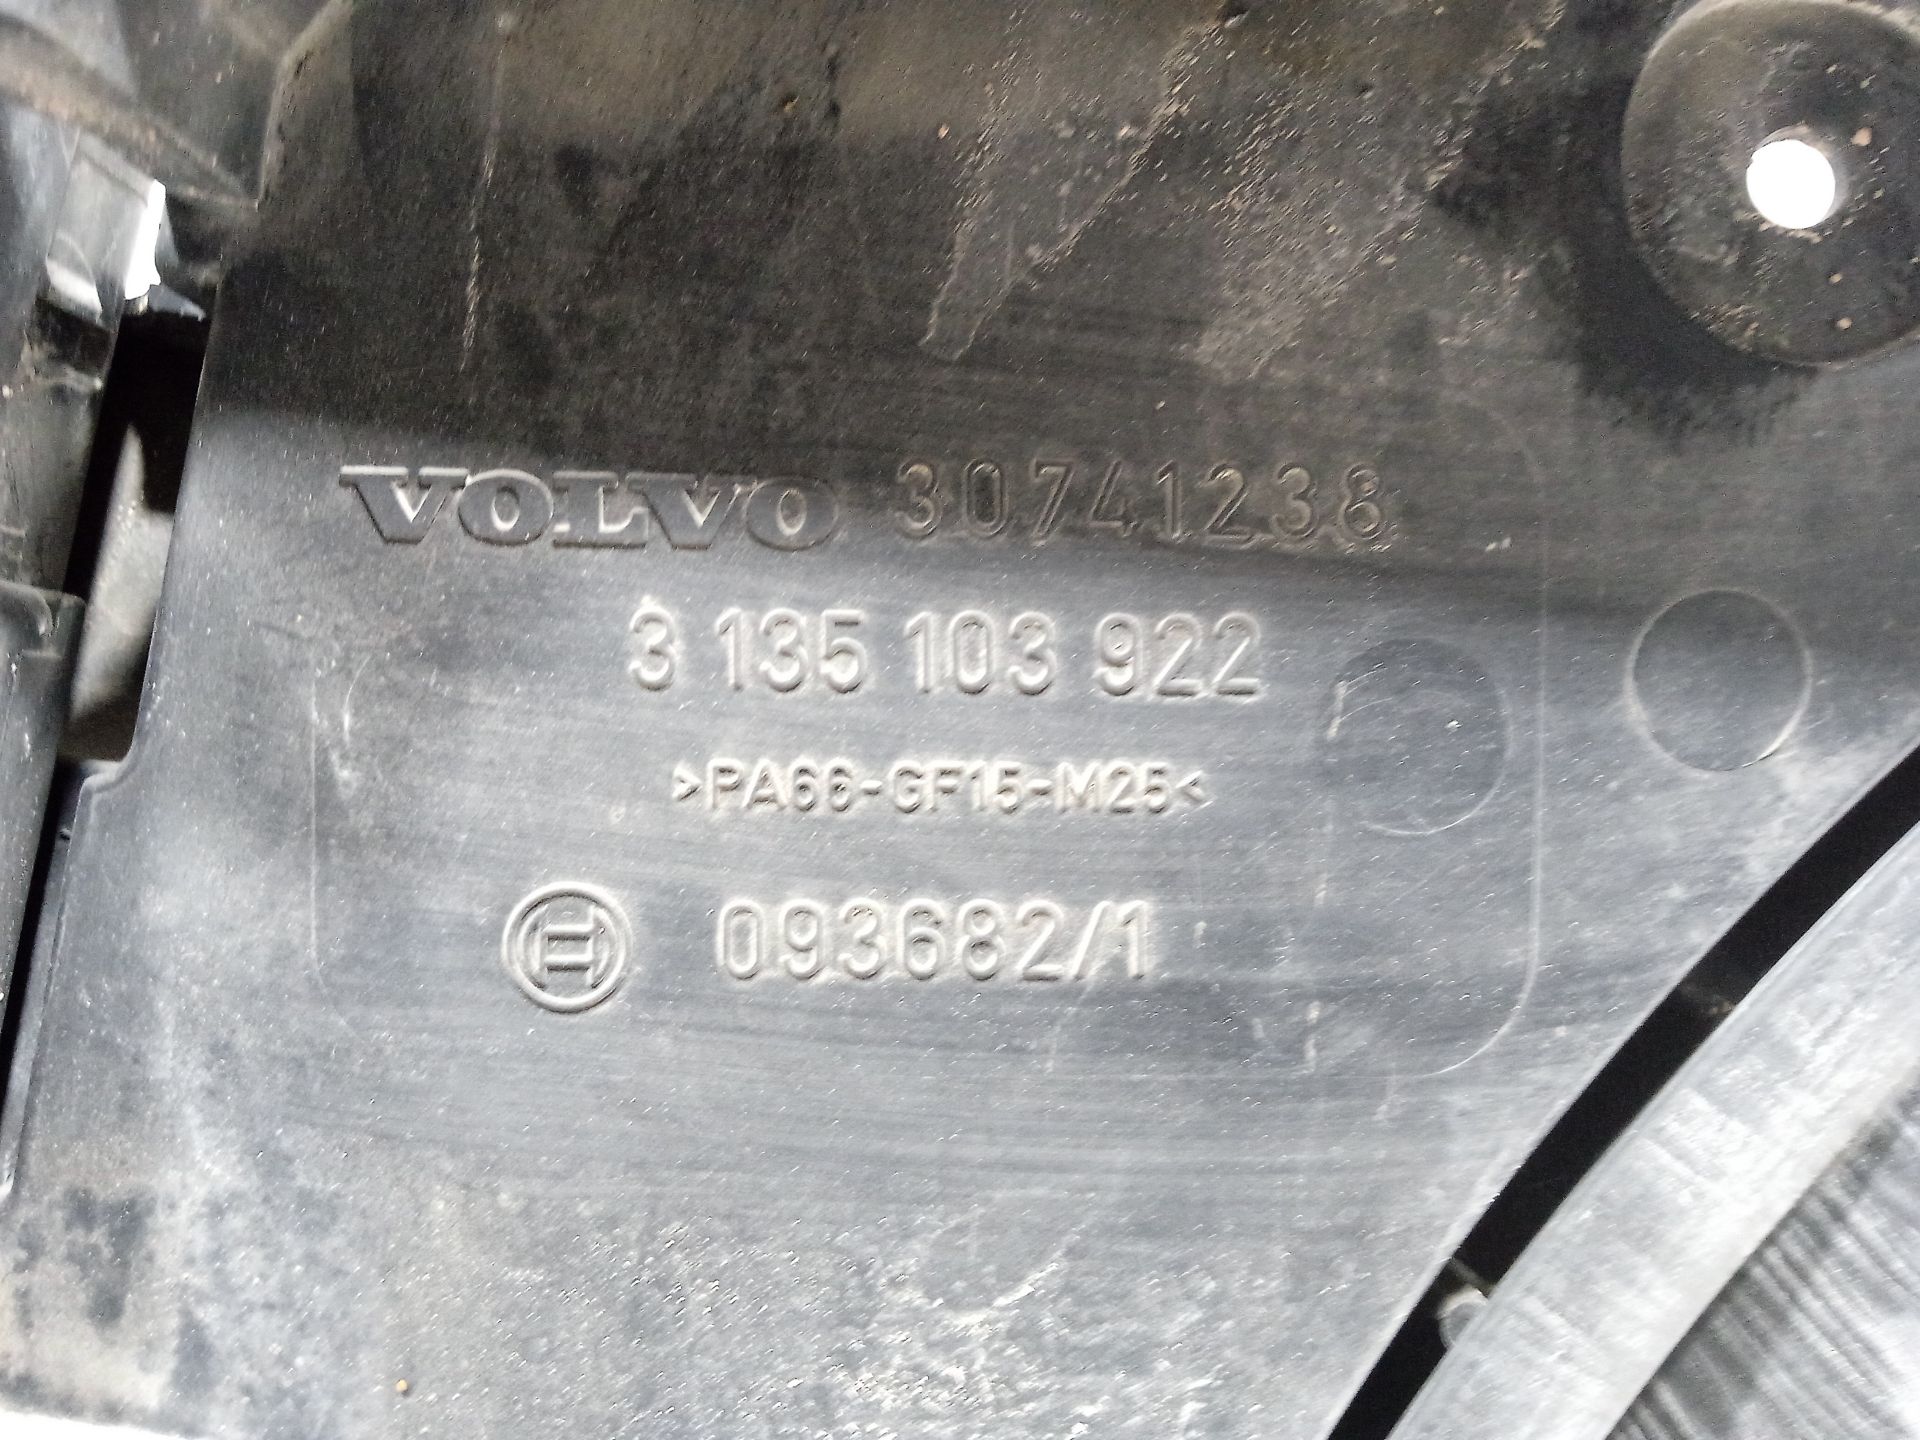 VOLVO 30741238
3 135 103 922
>PA66-GF15-M25<
093682/1